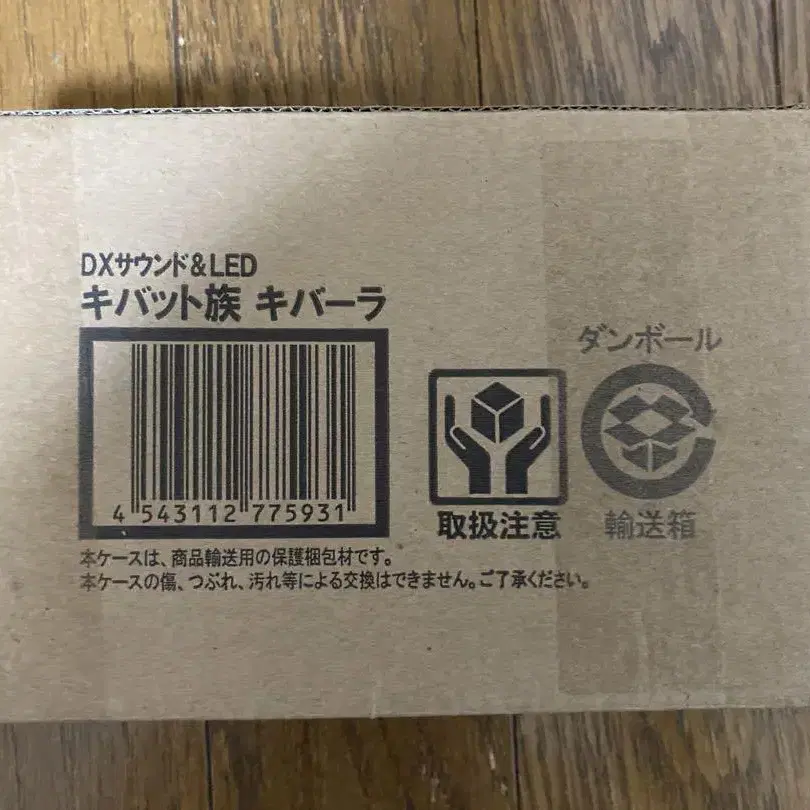 DXサウンド&LED
キバット族 キバーラ
4 543112 775931
ダンボール
取扱注意
輸送箱
本ケースは、商品輸送用の保護梱包材です。
本ケースの傷、つぶれ、汚れ等による交換はできません。ご了承ください。